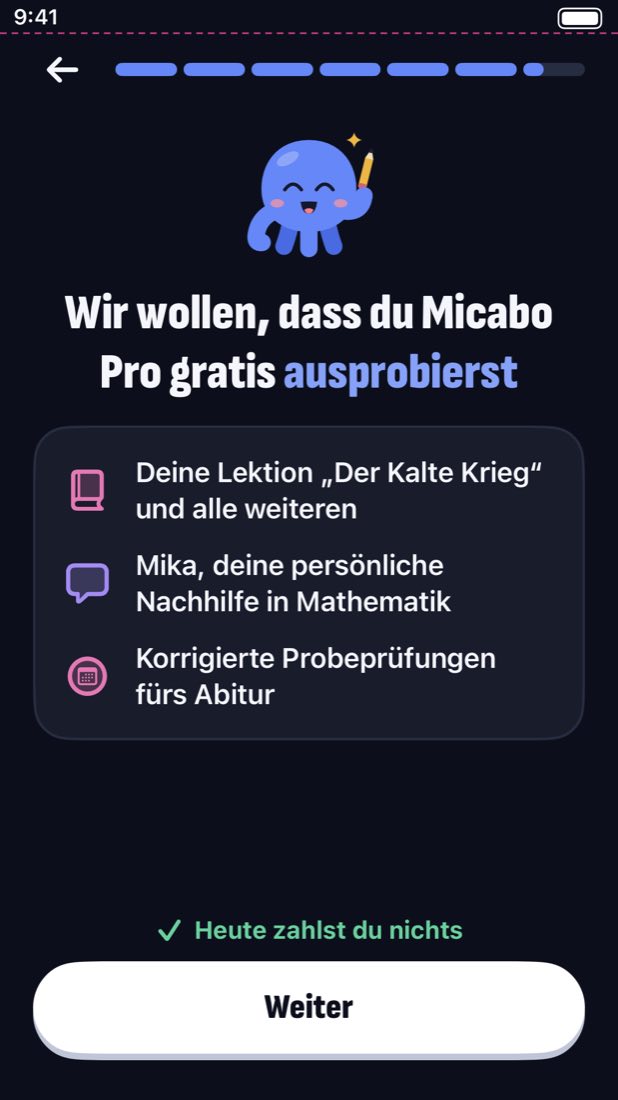 9:41
Wir wollen, dass du Micabo
Pro gratis ausprobierst
Deine Lektion „Der Kalte Krieg“
und alle weiteren
Mika, deine persönliche
Nachhilfe in Mathematik
Korrigierte Probeprüfungen
fürs Abitur
Heute zahlst du nichts
Weiter